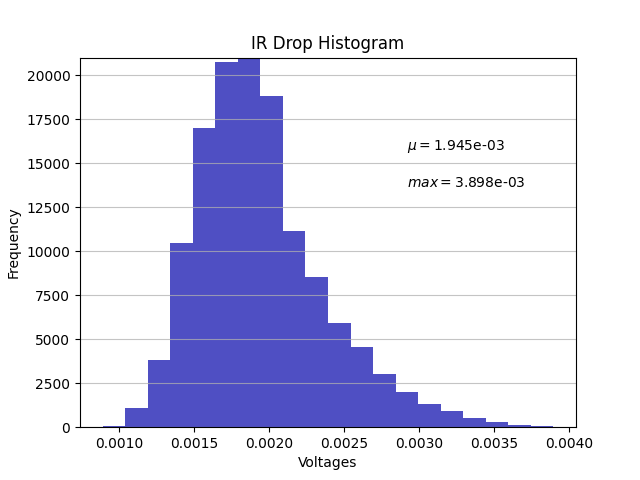 IR Drop Histogram
20000
17500
15000
12500
10000
7500
5000
2500
0
Frequency
μ = 1.945e-03
max = 3.898e-03
0.0010 0.0015 0.0020 0.0025 0.0030 0.0035 0.0040
Voltages